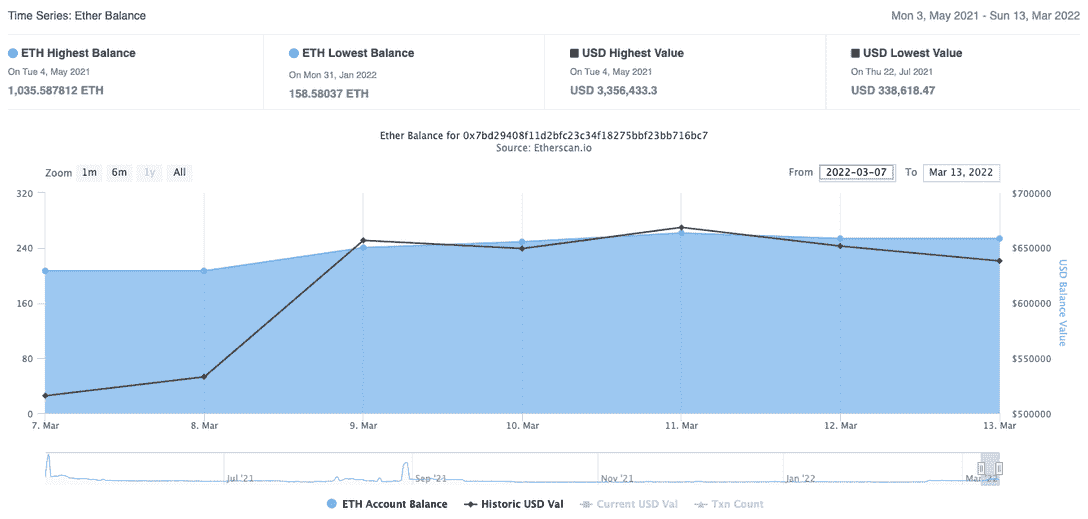 Time Series: Ether Balance
Mon 3, May 2021 - Sun 13, Mar 2022
ETH Highest Balance
On Tue 4, May 2021
1,035.587812 ETH
ETH Lowest Balance
On Mon 31, Jan 2022
158.58037 ETH
USD Highest Value
On Tue 4, May 2021
USD 3,356,433.3
USD Lowest Value
On Thu 22, Jul 2021
USD 338,618.47
Ether Balance for 0x7bd29408f11d2bfc23c34f18275bbf23bb716bc7
Source: Etherscan.io
Zoom 1m 6m 1y All
From 2022-03-07 To Mar 13, 2022
320 $700000
240 $650000
160 $600000
80 $550000
0 $500000
USD Balance Value
7. Mar 8. Mar 9. Mar 10. Mar 11. Mar 12. Mar 13. Mar
Jul '21 Sep '21 Nov '21 Jan '22 Mar
ETH Account Balance Historic USD Val Current USD Val Txn Count